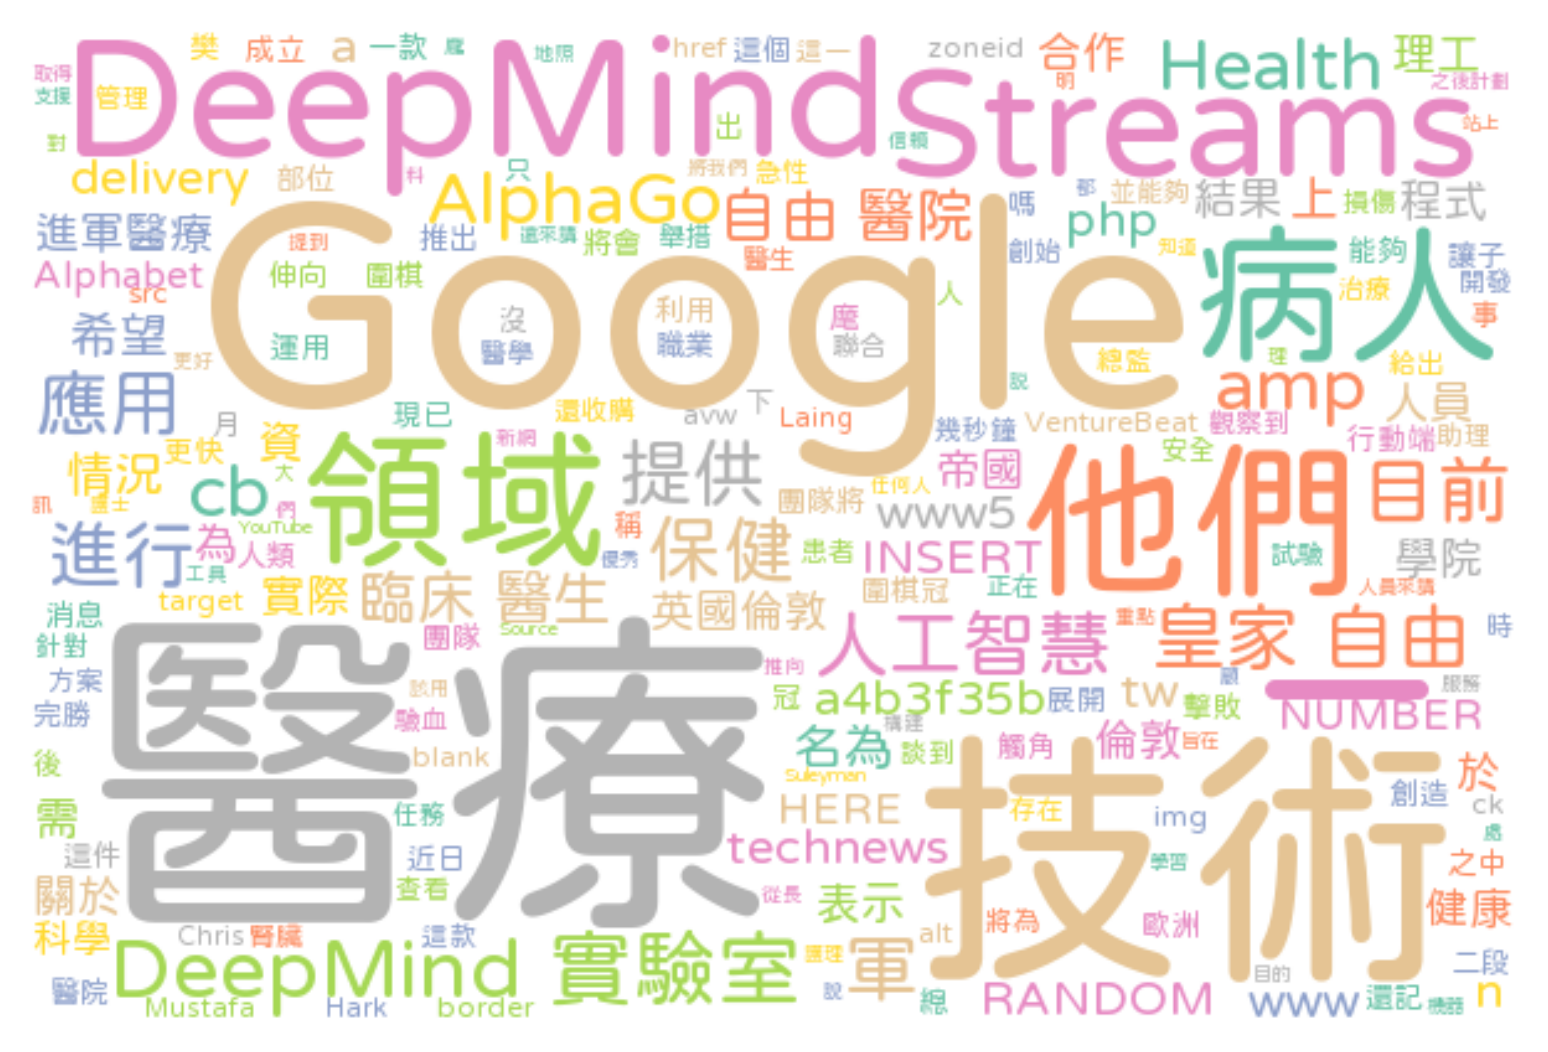 樊 成立 a 一款 龐 地照 href 這個 這一 zoneid 合作 Health 理工
取得 DeepMind Streams 明 之後計劃
支援 管理 出 信賴 站上
對 delivery 部位 料 只 將我們 急性 都 並能夠 結果 上 損傷 程式
進軍醫療 提到 推出 AlphaGo 還來講 將會 舉措 自由 醫院 嗎 php
Alphabet 伸向 圍棋 Google 醫生 創始 知道 病人 能夠 讓子
src 人 治療 開發
希望 運用 沒 利用 麼 事
更好 醫學 職業 聯合 總監 理 給出
應用 月 現已 還收購 avw 下 Laing 説 amp 人員
更快 資 新網 幾秒鐘 VentureBeat 觀察到 行動端 助理
情況 cb 大 領域 提供 帝國 安全 他們 目前
訊 護士 們 團隊將 任何人
YouTube 稱 www5
進行 為 人類 優秀 保健 患者 INSERT 試驗 學院
工具 target 實際 臨床 醫生 英國倫敦 圍棋冠 正在 人員來講
消息 團隊 Source 人工智慧 重點 皇家 自由 時
針對 推向
方案 該用 醫療 冠 a4b3f35b 展開 tw 顧 擊敗 一 服務
完勝 驗血 構建 NUMBER
後 blank 名為 談到 觸角 倫敦 旨在 於
需 任務 Suleyman HERE 存在 img 技術 創造 ck
這件 近日 technews 學習 處 之中
關於 查看 從長 表示 將為 歐洲 健康
科學 Chris 腎臟 這款 護理 軍 alt 二段
醫院 DeepMind 實驗室 説 總 RANDOM 目的 www 還記 機器 n
Mustafa Hark border